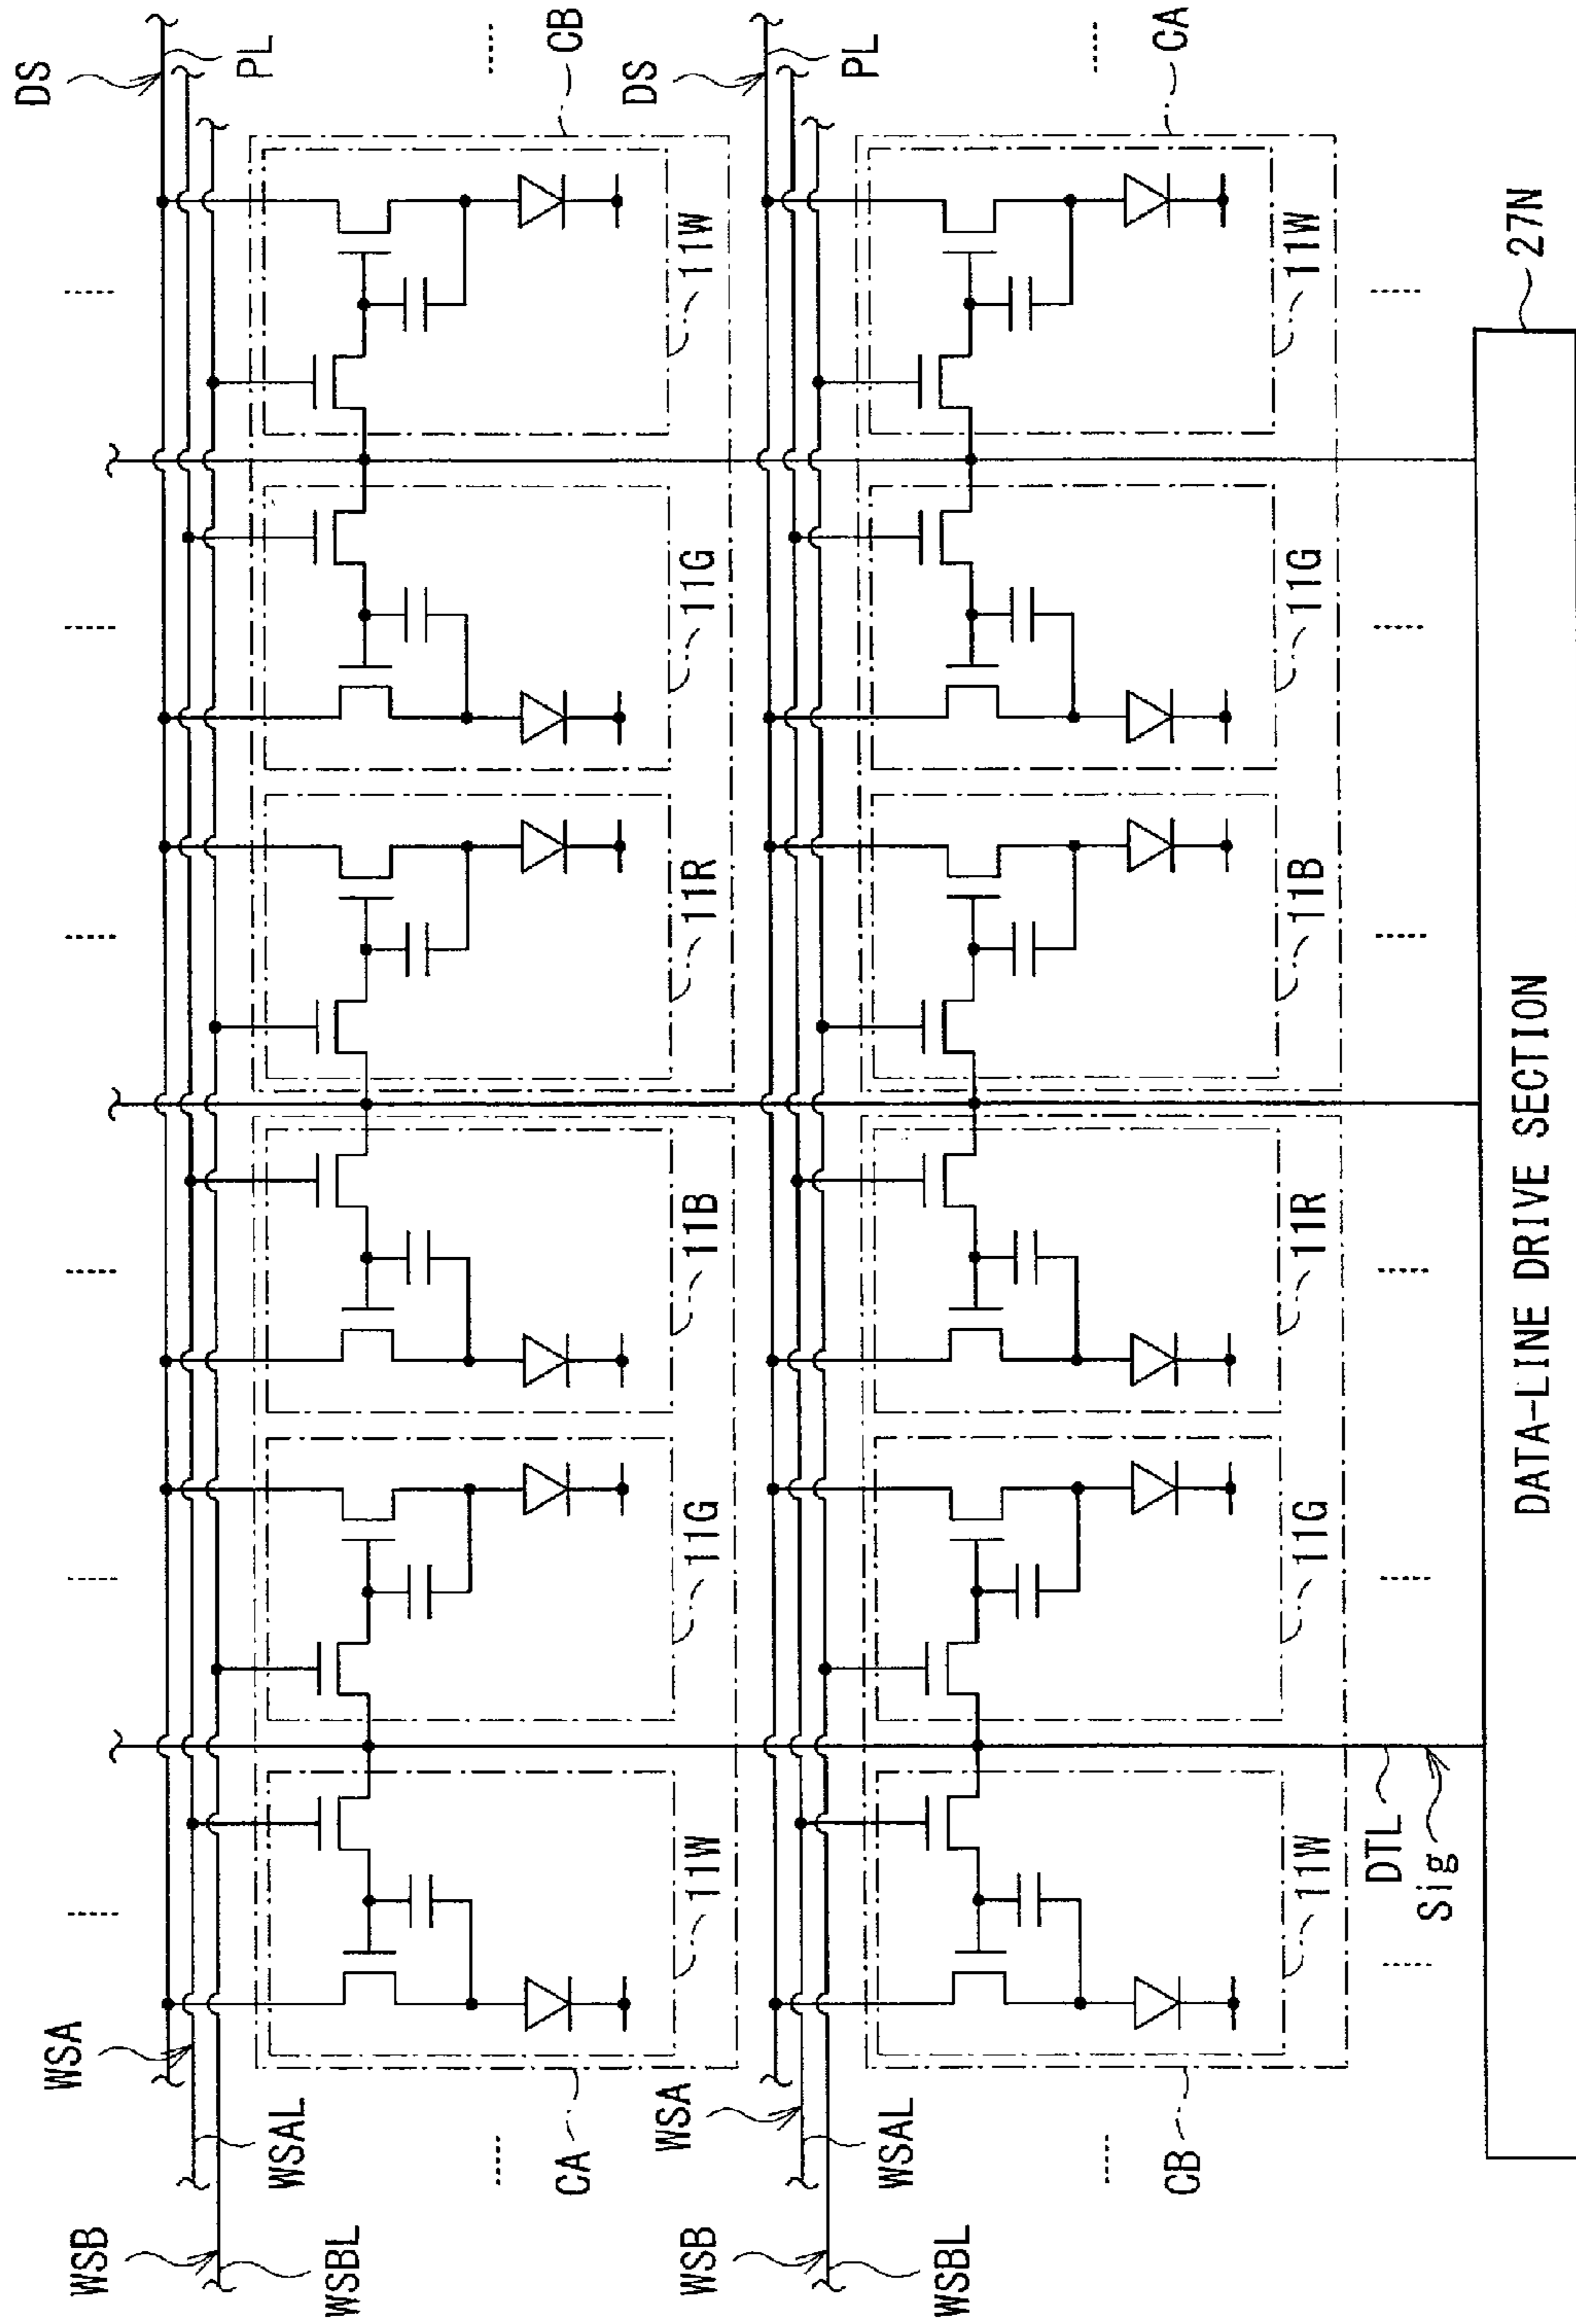 DS
PL
CB
WSA
WSB
WSAL
WSBL
CA
11W
11G
11B
11R
11G
11W
DS
PL
CA
WSA
WSB
WSAL
WSBL
CB
11W
11G
11R
11B
11G
11W
DTL
Sig
DATA-LINE DRIVE SECTION
27N